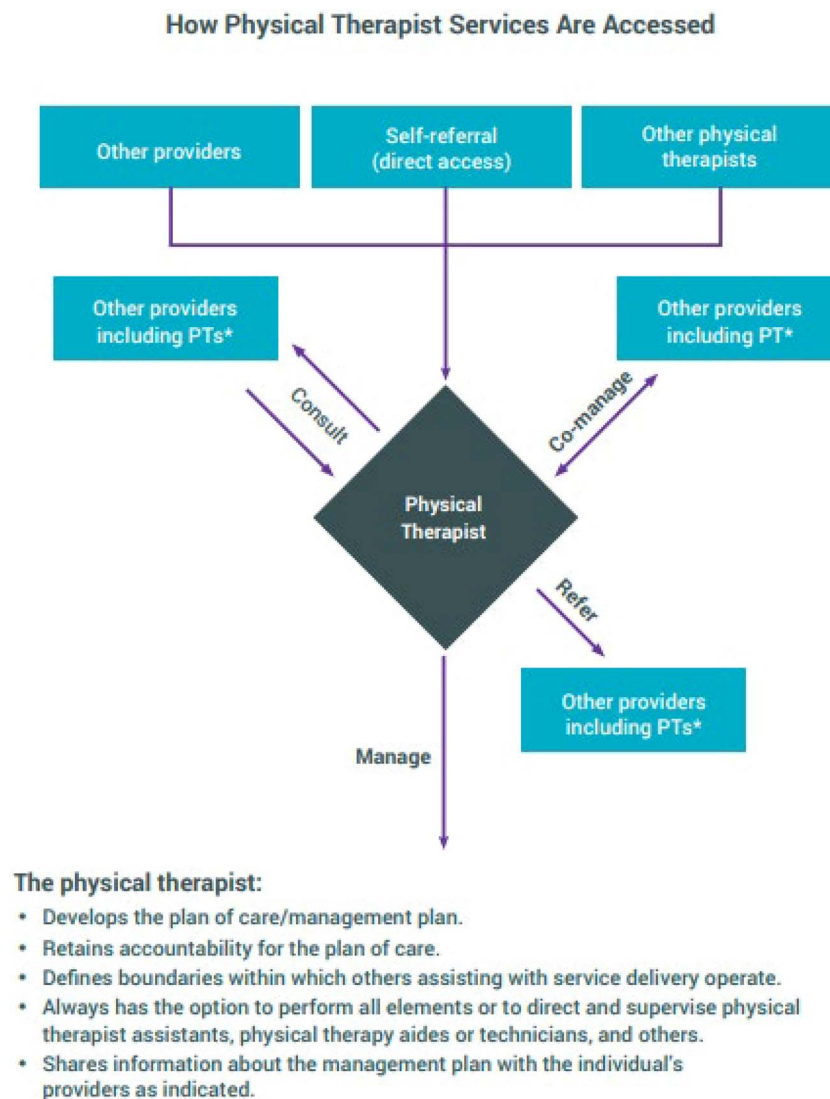 How Physical Therapist Services Are Accessed
Other providers
Self-referral
(direct access)
Other physical
therapists
Other providers
including PTs*
Other providers
including PT*
Consult
Co-manage
Physical
Therapist
Refer
Other providers
including PTs*
Manage
The physical therapist:
• Develops the plan of care/management plan.
• Retains accountability for the plan of care.
• Defines boundaries within which others assisting with service delivery operate.
• Always has the option to perform all elements or to direct and supervise physical
therapist assistants, physical therapy aides or technicians, and others.
• Shares information about the management plan with the individual's
providers as indicated.